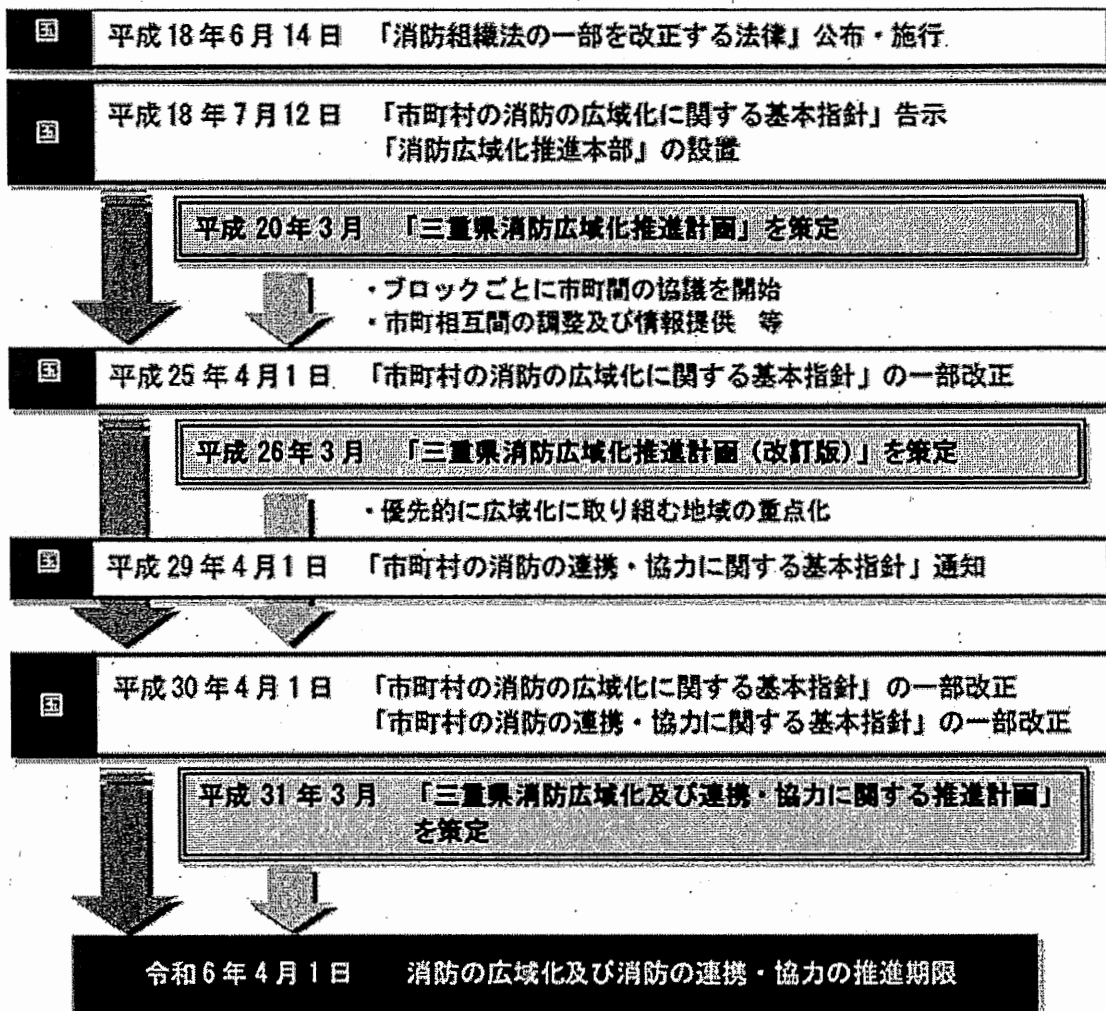 国 平成18年6月14日 「消防組織法の一部を改正する法律」公布・施行
国 平成18年7月12日 「市町村の消防の広域化に関する基本指針」告示
「消防広域化推進本部」の設置
平成20年3月 「三重県消防広域化推進計画」を策定
・ブロックごとに市町間の協議を開始
・市町相互間の調整及び情報提供 等
国 平成25年4月1日 「市町村の消防の広域化に関する基本指針」の一部改正
平成26年3月 「三重県消防広域化推進計画（改訂版）」を策定
・優先的に広域化に取り組む地域の重点化
国 平成29年4月1日 「市町村の消防の連携・協力に関する基本指針」通知
国 平成30年4月1日 「市町村の消防の広域化に関する基本指針」の一部改正
「市町村の消防の連携・協力に関する基本指針」の一部改正
平成31年3月 「三重県消防広域化及び連携・協力に関する推進計画」
を策定
令和6年4月1日 消防の広域化及び消防の連携・協力の推進期限